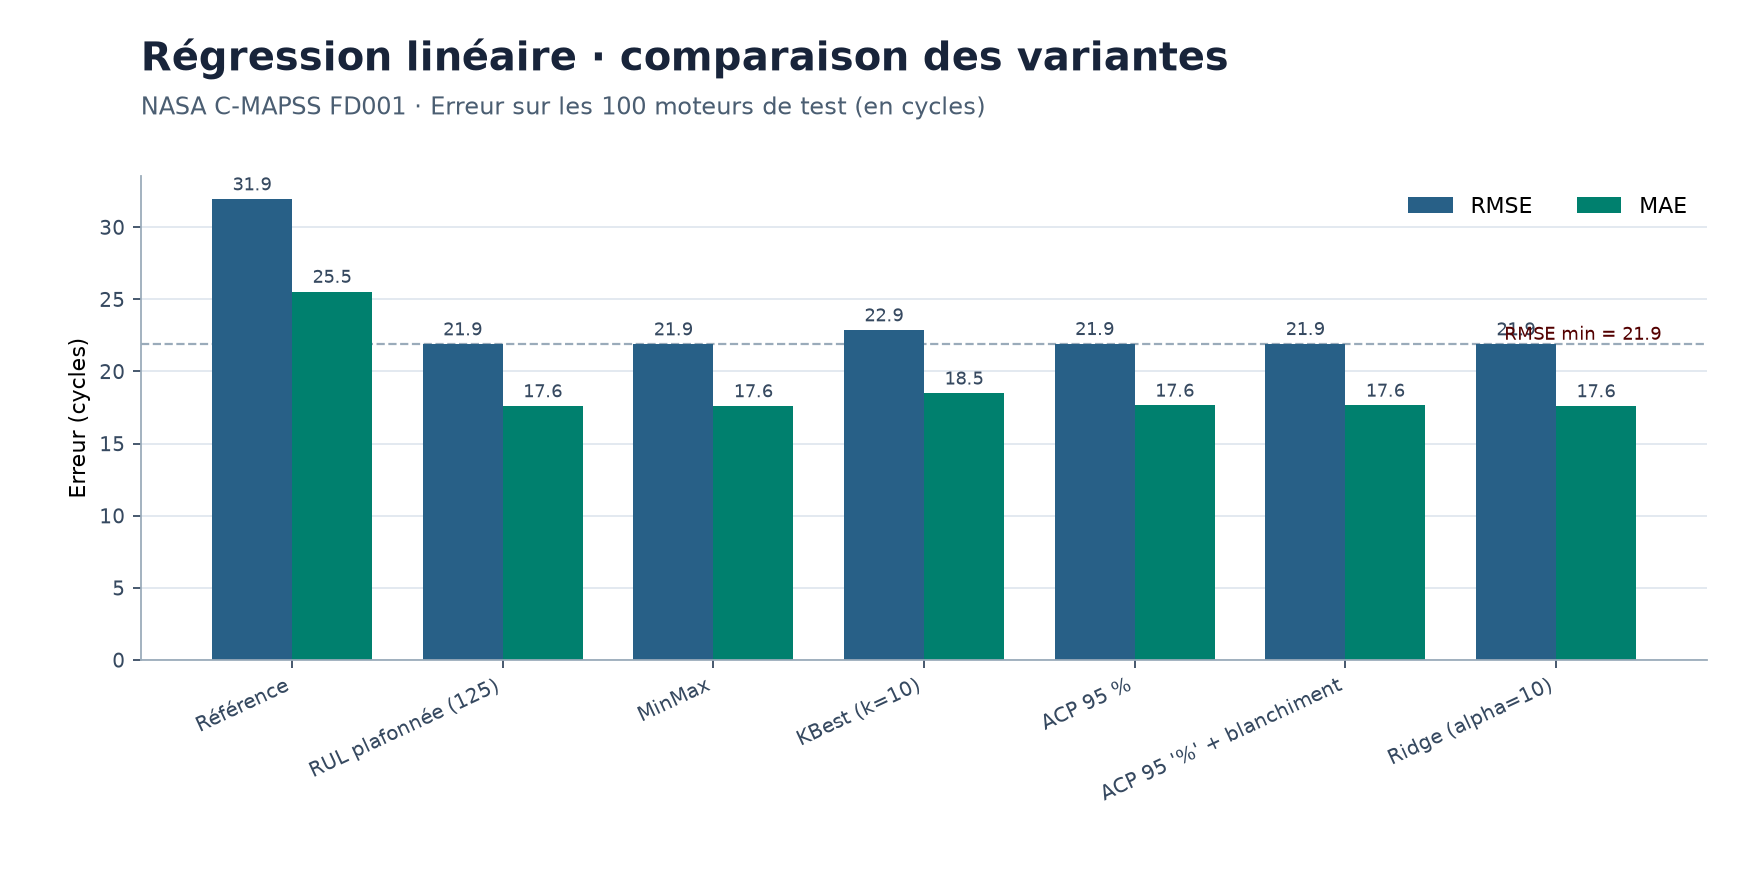 Régression linéaire · comparaison des variantes
NASA C-MAPSS FD001 · Erreur sur les 100 moteurs de test (en cycles)
RMSE
MAE
Erreur (cycles)
30
25
20
15
10
5
0
31.9
25.5
21.9
17.6
21.9
17.6
22.9
18.5
21.9
17.6
21.9
17.6
21.9
RMSE min = 21.9
17.6
Référence
RUL plafonnée (125)
MinMax
KBest (k=10)
ACP 95 %
ACP 95 '%' + blanchiment
Ridge (alpha=10)